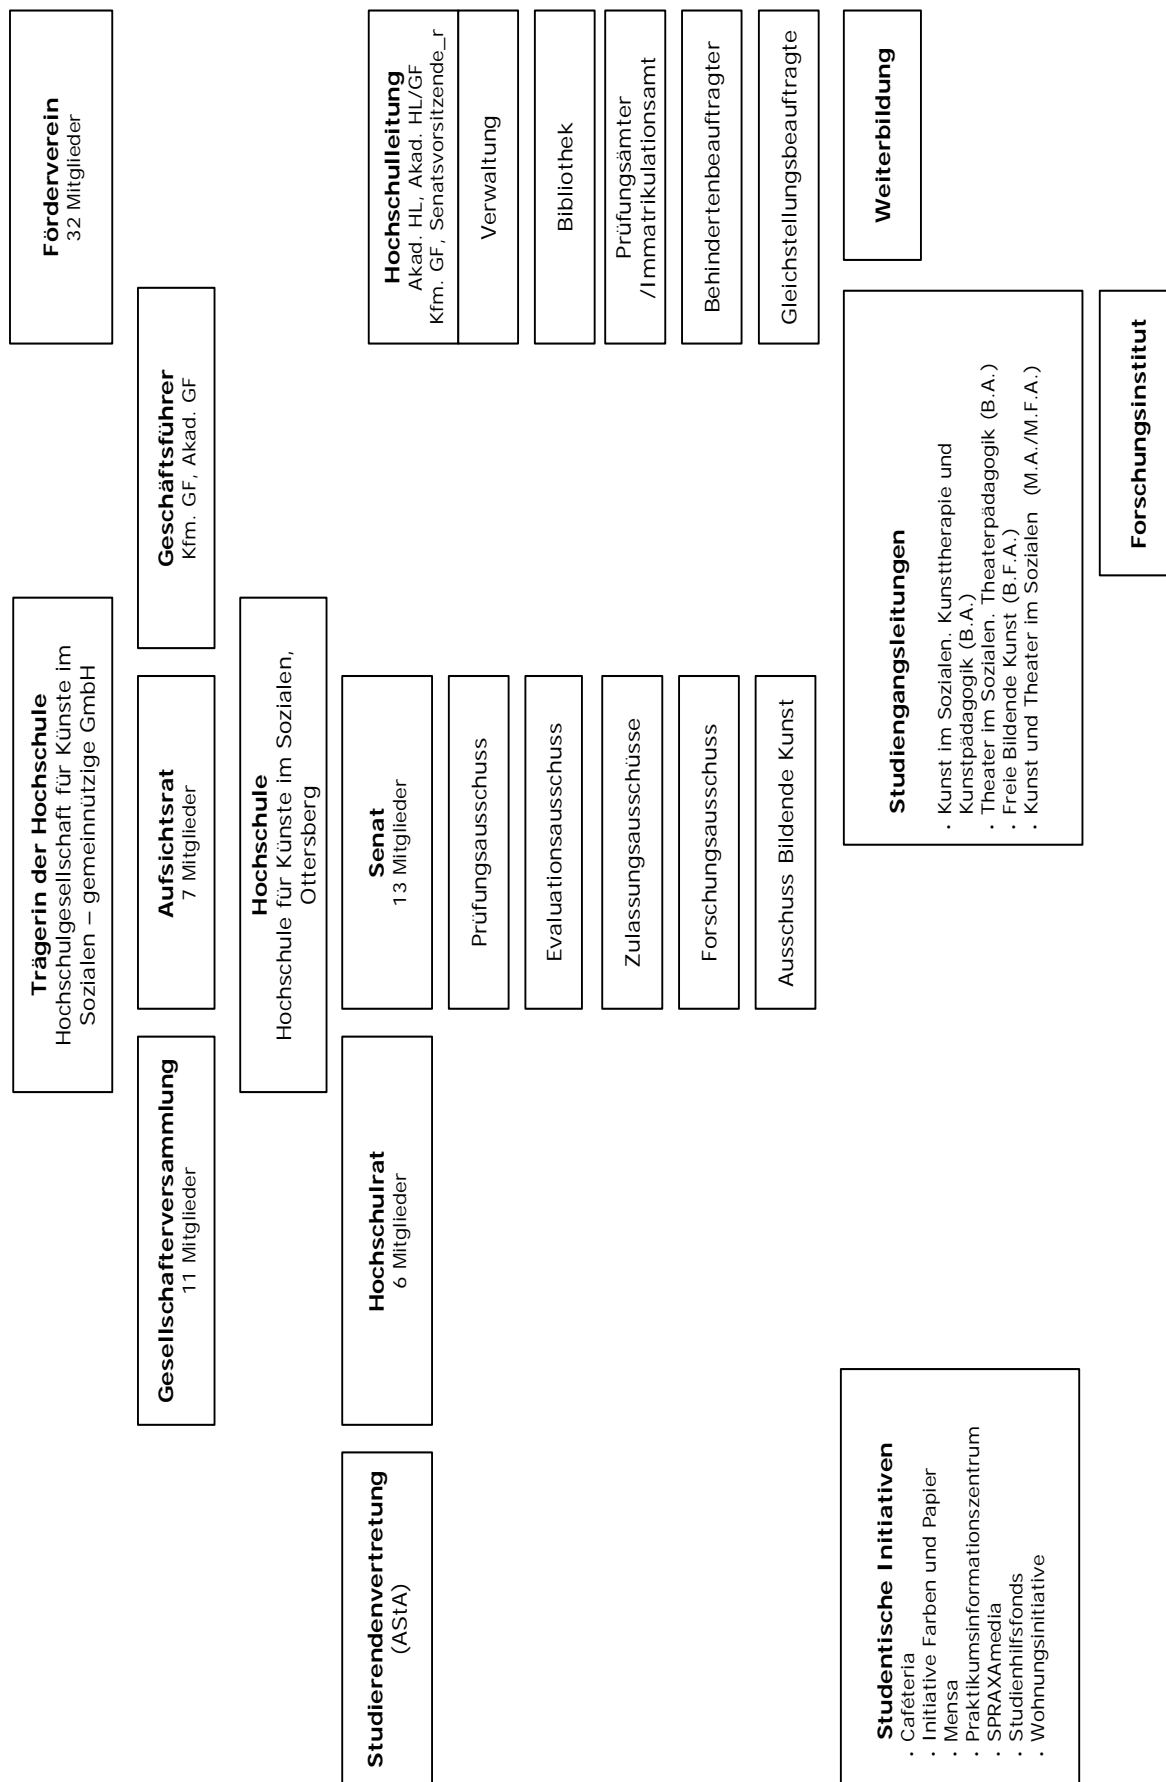 Trägerin der Hochschule
Hochschulgesellschaft für Künste im
Sozialen – gemeinnützige GmbH
Förderverein
32 Mitglieder
Gesellschafterversammlung
11 Mitglieder
Aufsichtsrat
7 Mitglieder
Geschäftsführer
Kfm. GF, Akad. GF
Hochschule
Hochschule für Künste im Sozialen,
Ottersberg
Studierendenvertretung
(AStA)
Hochschulrat
6 Mitglieder
Senat
13 Mitglieder
Prüfungsausschuss
Evaluationsausschuss
Zulassungsausschüsse
Forschungsausschuss
Ausschuss Bildende Kunst
Hochschulleitung
Akad. HL, Akad. HL/GF
Kfm. GF, Senatsvorsitzende_r
Verwaltung
Bibliothek
Prüfungsämter
/Immatrikulationsamt
Behindertenbeauftragter
Gleichstellungsbeauftragte
Studentische Initiativen
· Caféteria
· Initiative Farben und Papier
· Mensa
· Praktikumsinformationszentrum
· SPRAXAmedia
· Studienhilfsfonds
· Wohnungsinitiative
Studiengangsleitungen
· Kunst im Sozialen. Kunsttherapie und
Kunstpädagogik (B.A.)
· Theater im Sozialen. Theaterpädagogik (B.A.)
· Freie Bildende Kunst (B.F.A.)
· Kunst und Theater im Sozialen (M.A./M.F.A.)
Weiterbildung
Forschungsinstitut